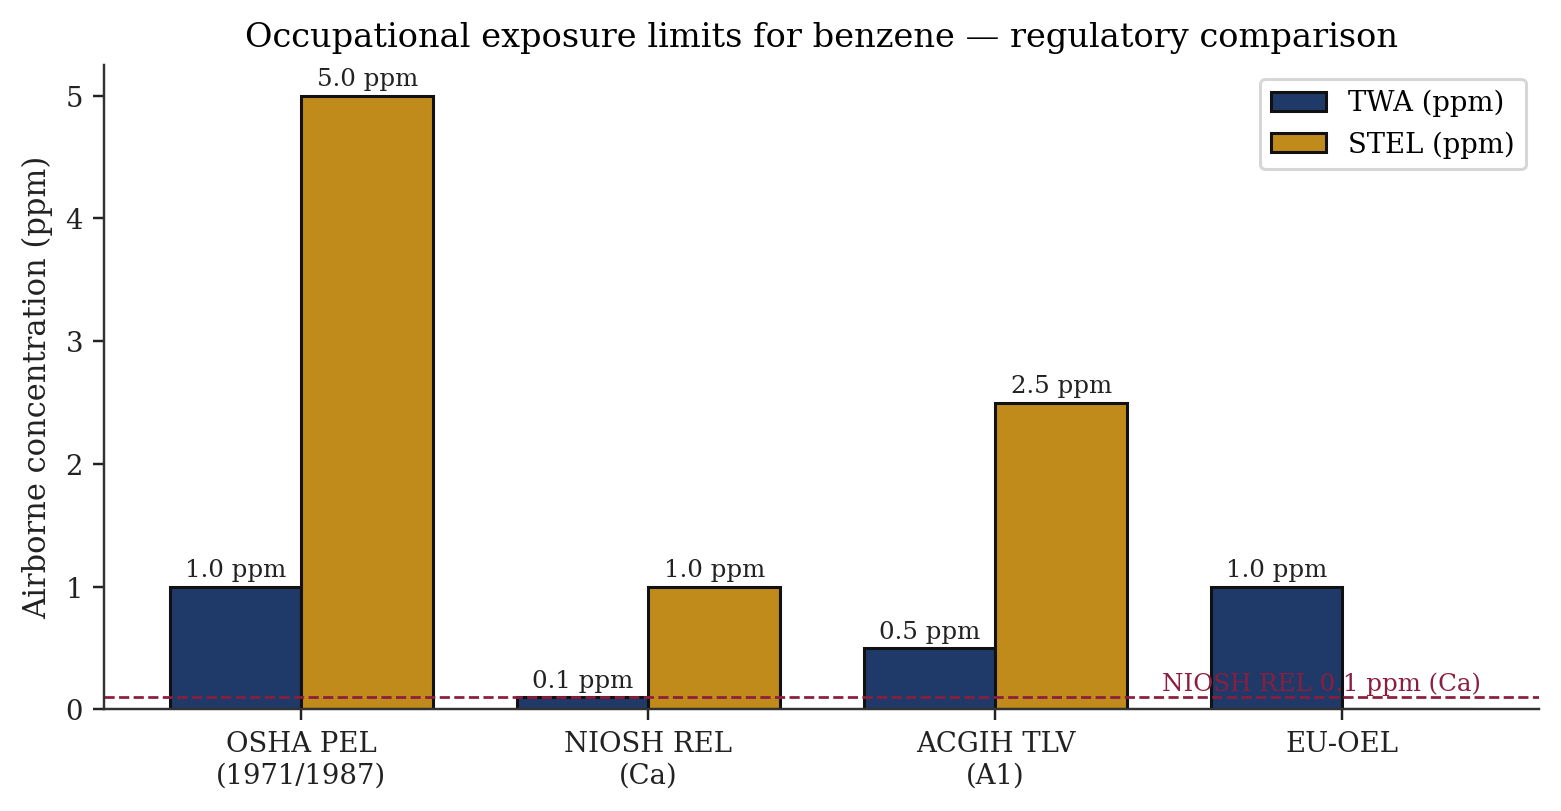 Occupational exposure limits for benzene — regulatory comparison
TWA (ppm)
STEL (ppm)
Airborne concentration (ppm)
5
4
3
2
1
0
1.0 ppm
5.0 ppm
0.1 ppm
1.0 ppm
0.5 ppm
2.5 ppm
1.0 ppm
NIOSH REL 0.1 ppm (Ca)
OSHA PEL
(1971/1987)
NIOSH REL
(Ca)
ACGIH TLV
(A1)
EU-OEL